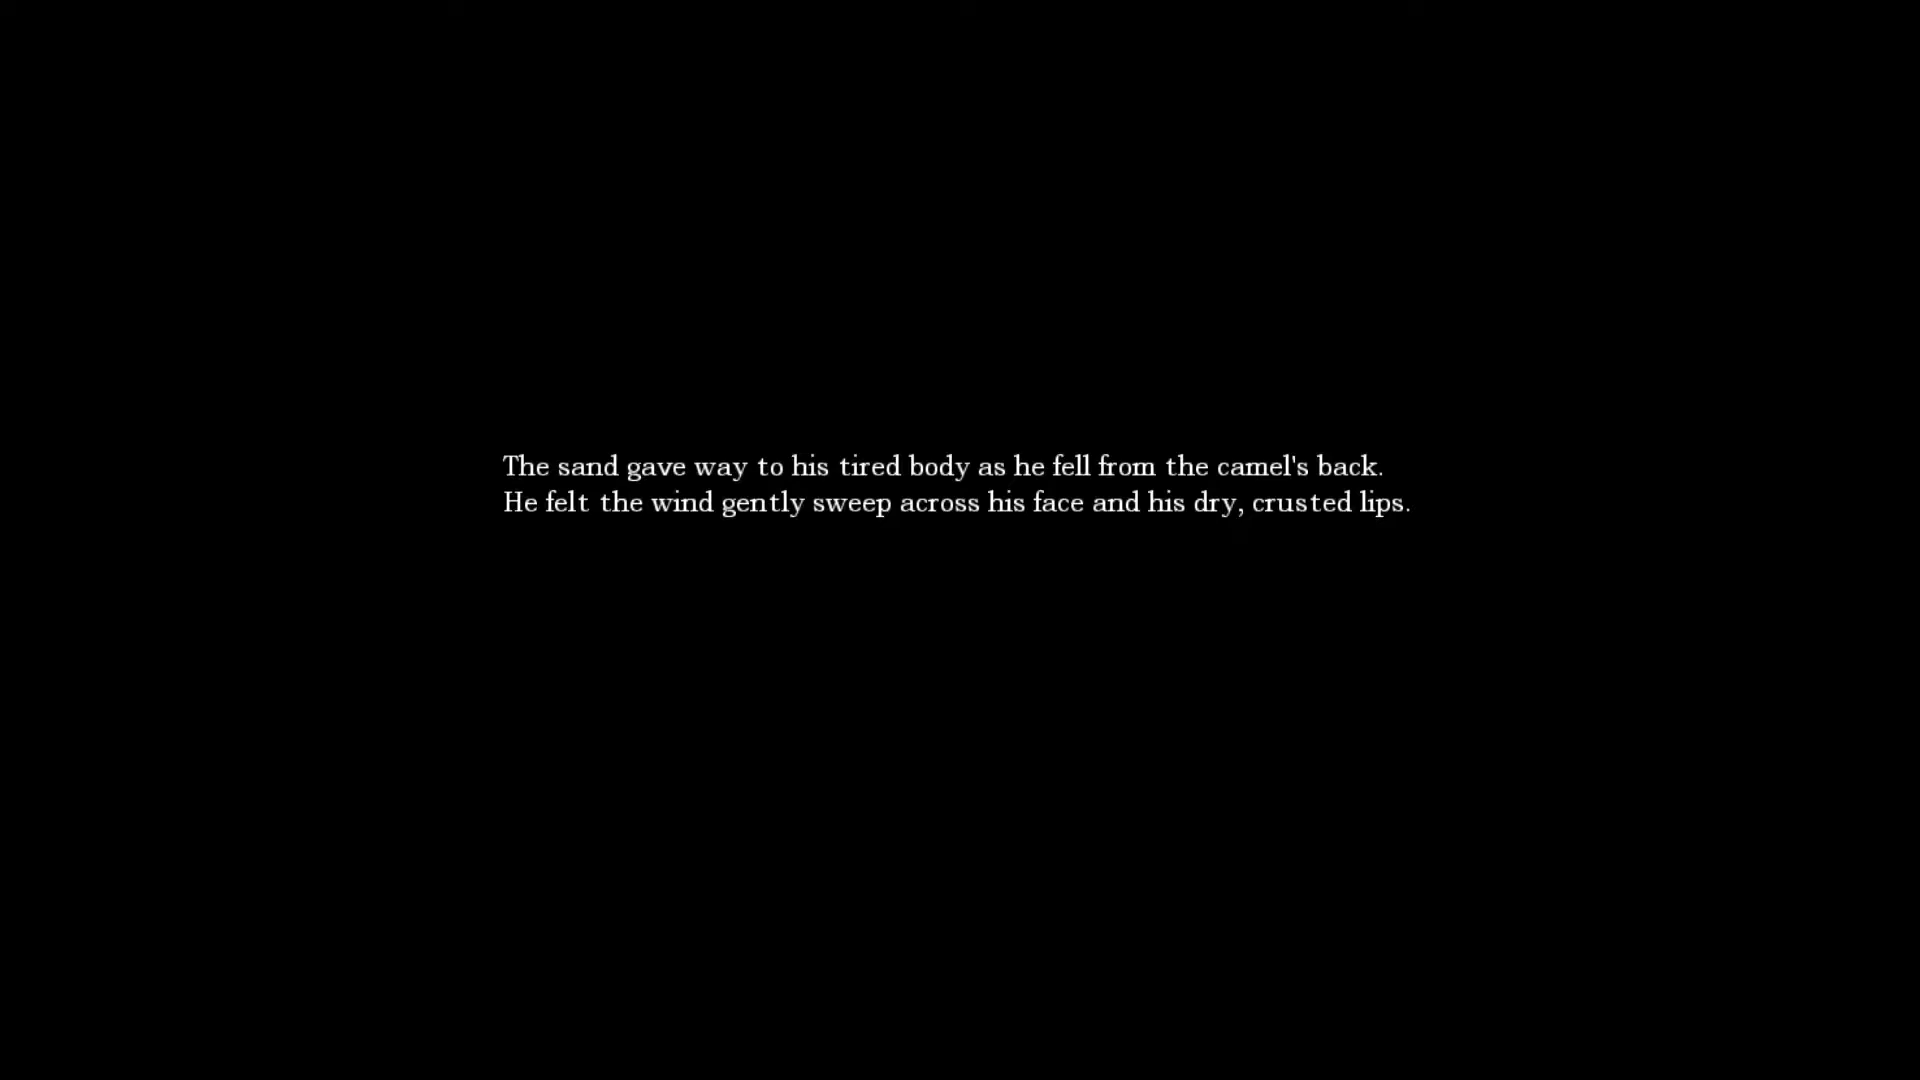 The sand gave way to his tired body as he fell from the camel's back.
He felt the wind gently sweep across his face and his dry, crusted lips.